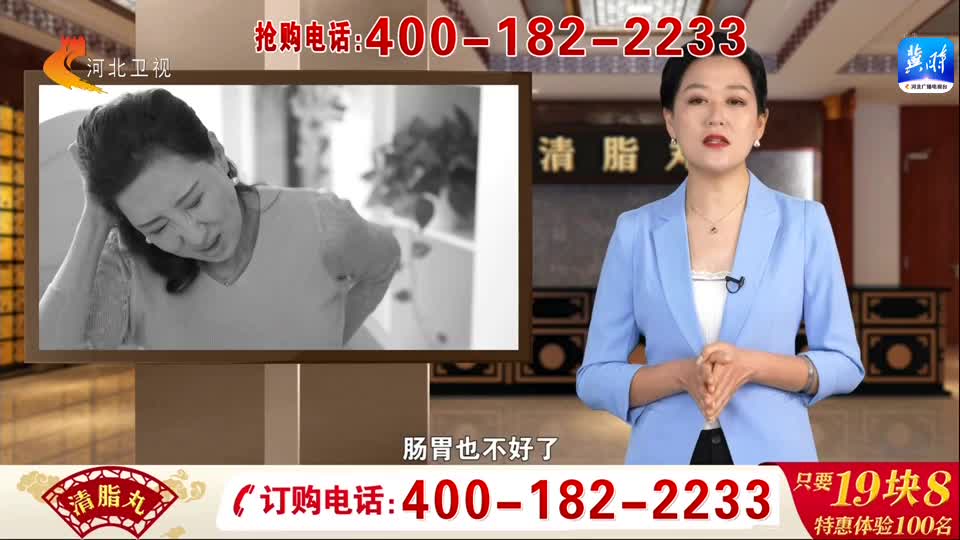 抢购电话:400-182-2233
河北卫视
冀时
河北广播电视台
清脂丸
肠胃也不好了
清脂丸
订购电话:400-182-2233
只要19块8
特惠体验100名